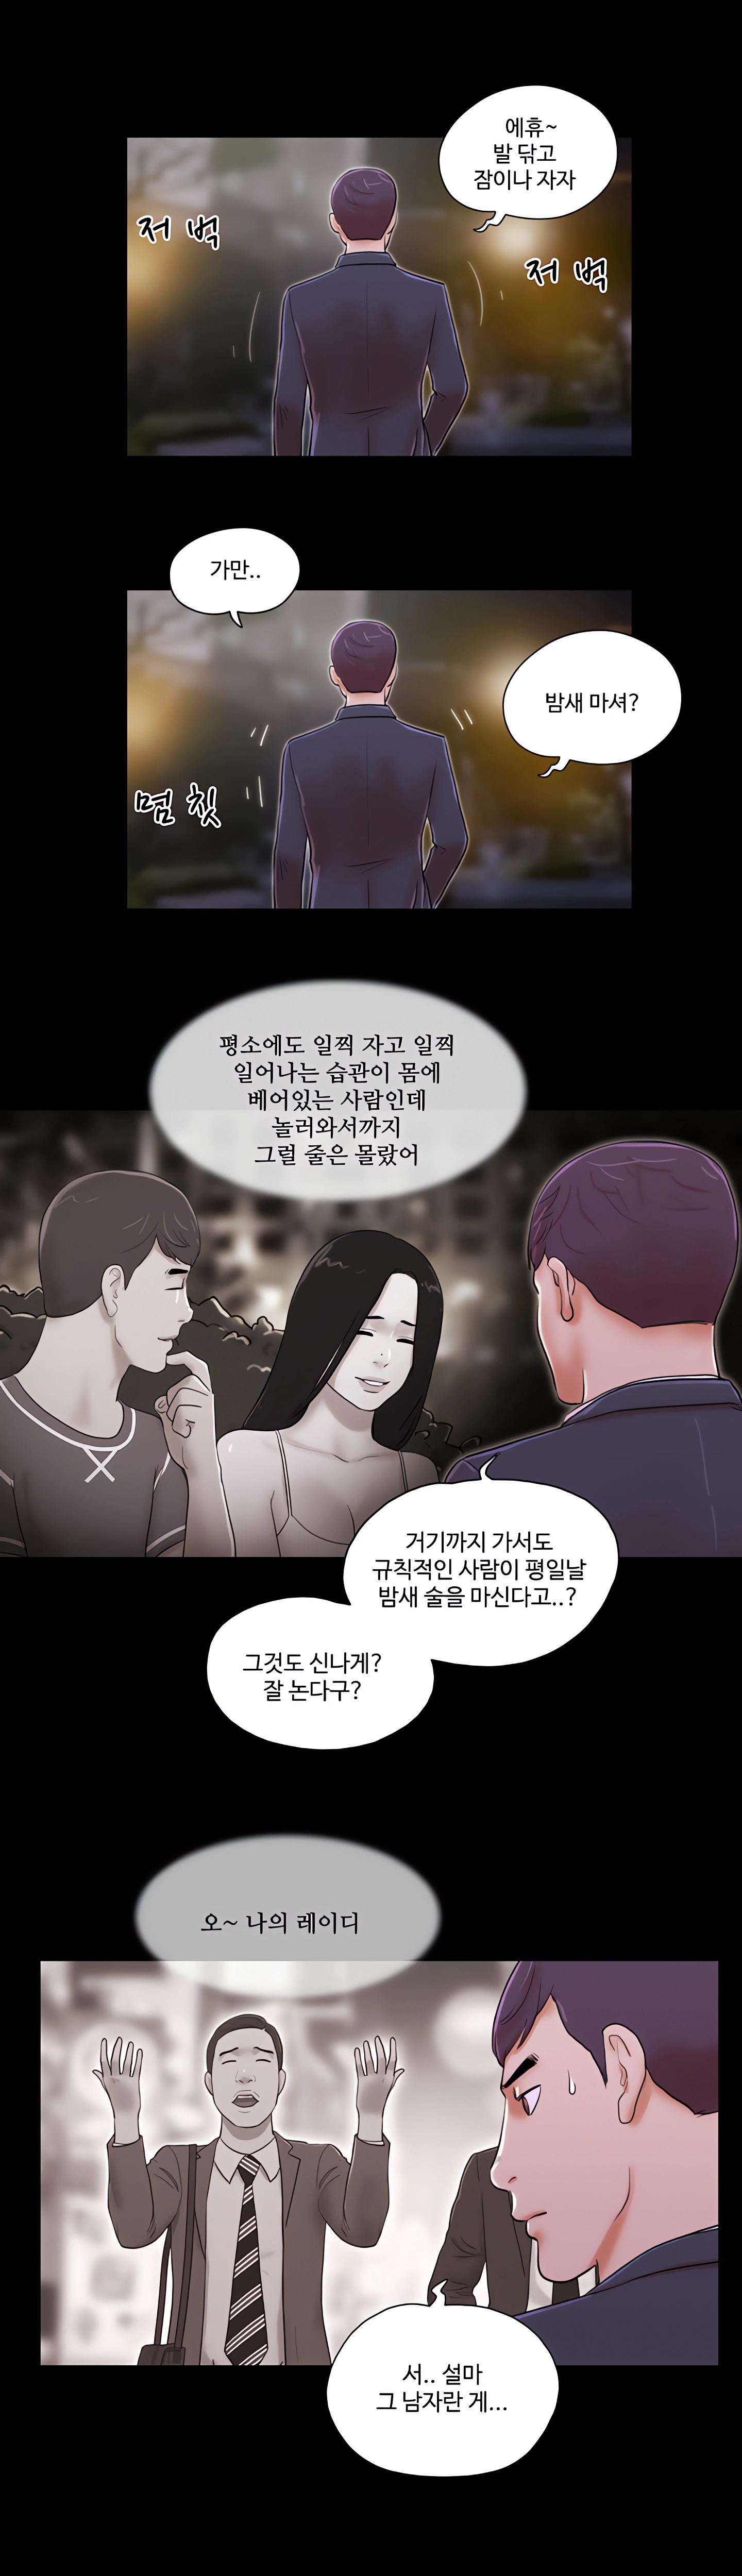 에휴~
발 닦고
잠이나 자자
저 벅
저 벅
가만..
밤새 마셔?
멈 칫
평소에도 일찍 자고 일찍
일어나는 습관이 몸에
베어있는 사람인데
놀러와서까지
그럴 줄은 몰랐어
거기까지 가서도
규칙적인 사람이 평일날
밤새 술을 마신다고..?
그것도 신나게?
잘 논다구?
오~ 나의 레이디
서.. 설마
그 남자란 게...